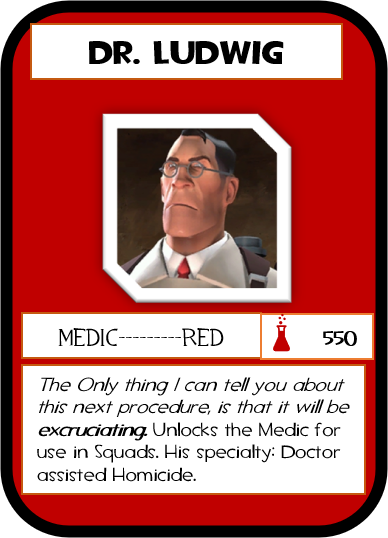 DR. LUDWIG
MEDIC---------RED
550
The Only thing I can tell you about
this next procedure, is that it will be
excruciating. Unlocks the Medic for
use in Squads. His specialty: Doctor
assisted Homicide.